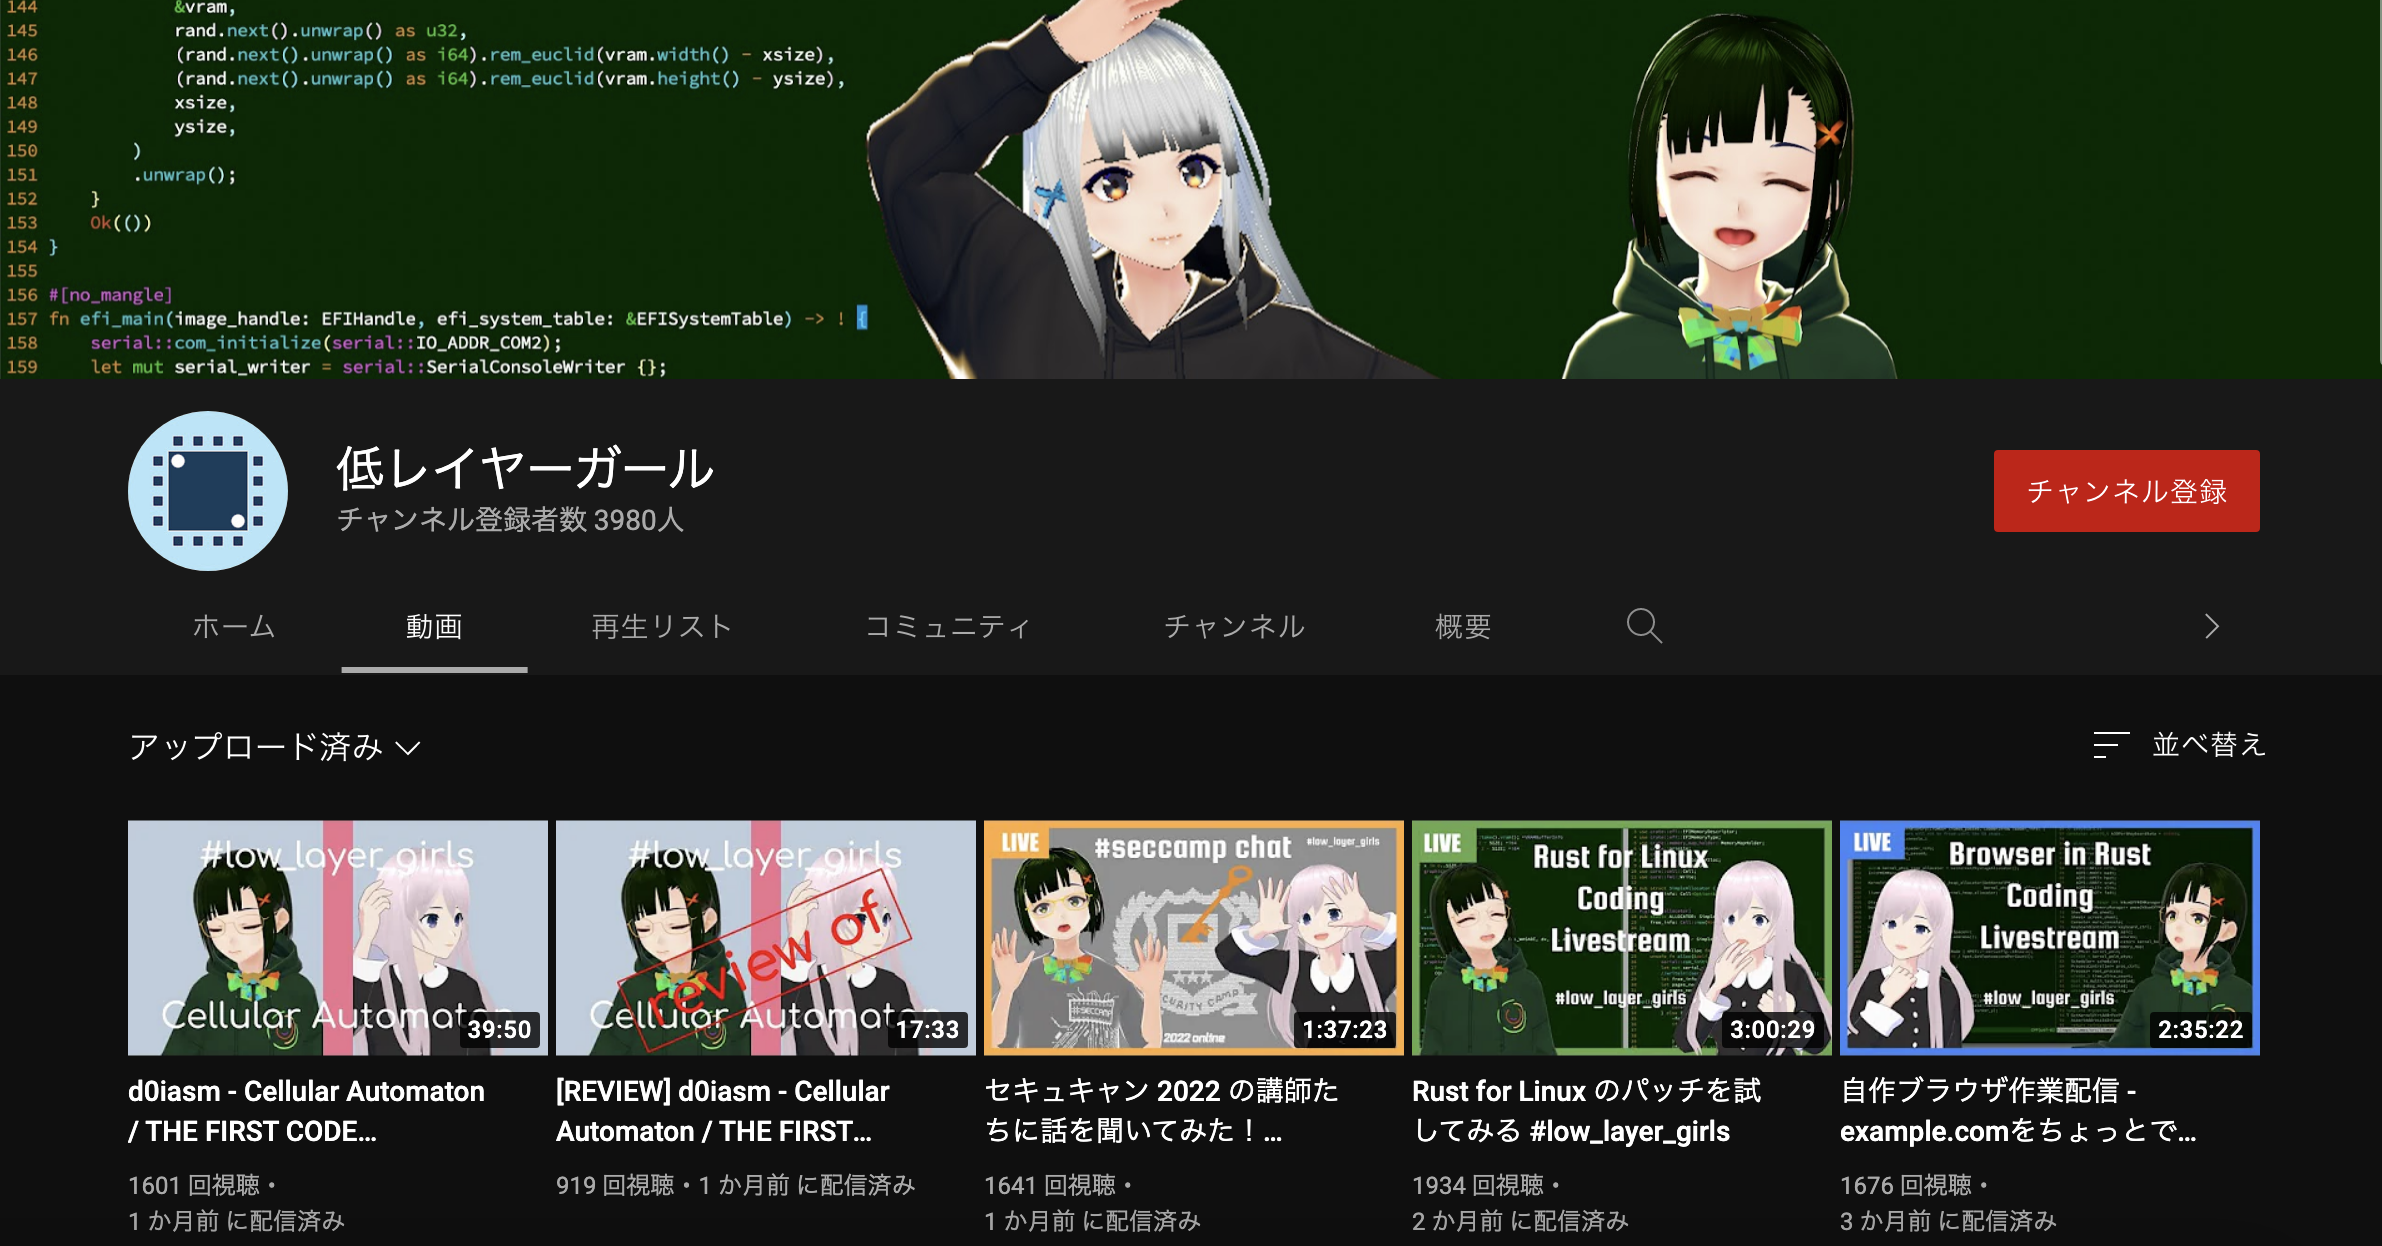 144 &vram,
145 rand.next().unwrap() as u32,
146 (rand.next().unwrap() as i64).rem_euclid(vram.width() - xsize),
147 (rand.next().unwrap() as i64).rem_euclid(vram.height() - ysize),
148 xsize,
149 ysize,
150 )
151 .unwrap();
152 }
153 Ok(())
154 }
155
156 #[no_mangle]
157 fn efi_main(image_handle: EFIHandle, efi_system_table: &EFISystemTable) -> ! {
158 serial::com_initialize(serial::IO_ADDR_COM2);
159 let mut serial_writer = serial::SerialConsoleWriter {};
低レイヤーガール
チャンネル登録者数 3980人
チャンネル登録
ホーム 動画 再生リスト コミュニティ チャンネル 概要
アップロード済み
並べ替え
#low_layer_girls
Cellular Automaton
39:50
d0iasm - Cellular Automaton
/ THE FIRST CODE...
1601 回視聴・
1 か月前 に配信済み
#low_layer_girls
review of
Cellular Automaton
17:33
[REVIEW] d0iasm - Cellular
Automaton / THE FIRST...
919 回視聴・1 か月前 に配信済み
LIVE
#seccamp chat
#low_layer_girls
#SECCAMP
2022 online
1:37:23
セキュキャン 2022 の講師た
ちに話を聞いてみた！...
1641 回視聴・
1 か月前 に配信済み
LIVE
Rust for Linux
Coding
Livestream
#low_layer_girls
3:00:29
Rust for Linux のパッチを試
してみる #low_layer_girls
1934 回視聴・
2 か月前 に配信済み
LIVE
Browser in Rust
Coding
Livestream
#low_layer_girls
2:35:22
自作ブラウザ作業配信 -
example.comをちょっとで...
1676 回視聴・
3 か月前 に配信済み